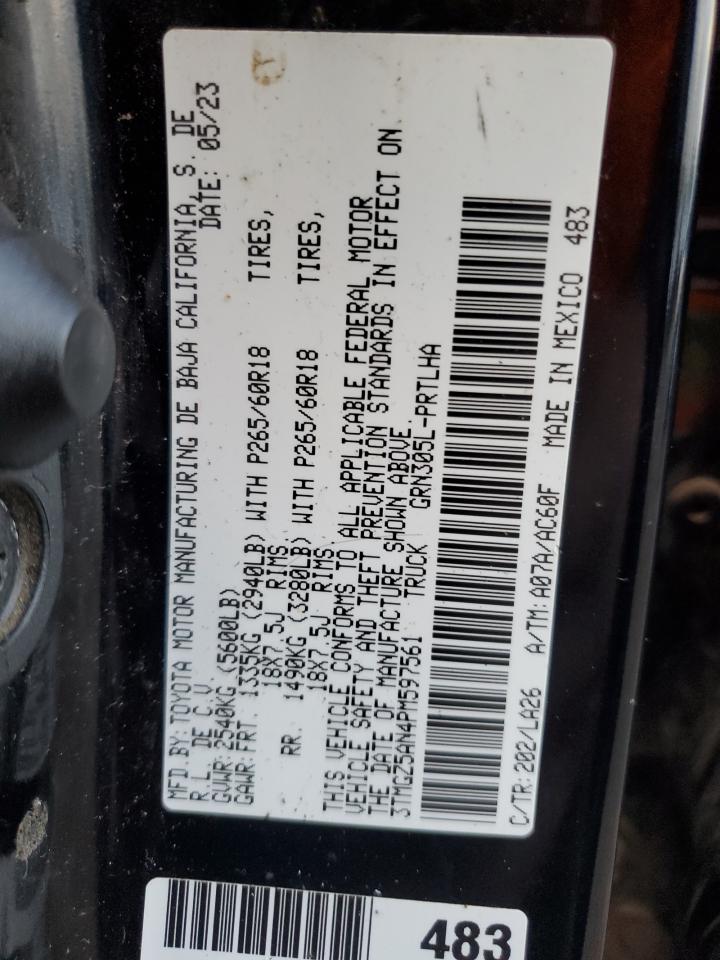 MFD.BY:TOYOTA MOTOR MANUFACTURING DE BAJA CALIFORNIA, S. DE
R.L. DE C.V. DATE: 05/23
GVWR:2540KG (5600LB)
GAWR:FRT. 1335KG (2940LB) WITH P265/60R18 TIRES,
18X7.5J RIMS
RR. 1490KG (3280LB) WITH P265/60R18 TIRES,
18X7.5J RIMS
THIS VEHICLE CONFORMS TO ALL APPLICABLE FEDERAL MOTOR
VEHICLE SAFETY AND THEFT PREVENTION STANDARDS IN EFFECT ON
THE DATE OF MANUFACTURE SHOWN ABOVE.
3TMGZ5AN4PM597561 TRUCK GRN305L-PRTLHA
C/TR:202/LA26 A/TM:A07A/AC60F MADE IN MEXICO 483
483